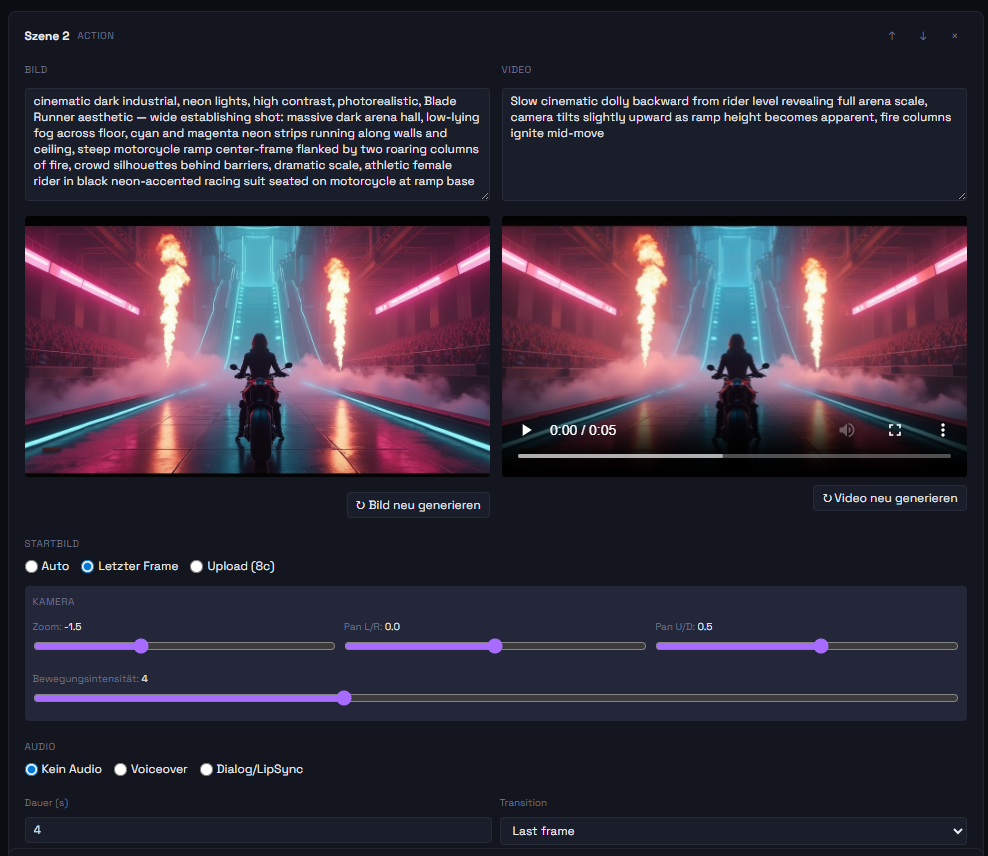 Szene 2 ACTION ↑ ↓ ×
BILD
cinematic dark industrial, neon lights, high contrast, photorealistic, Blade
Runner aesthetic — wide establishing shot: massive dark arena hall, low-lying
fog across floor, cyan and magenta neon strips running along walls and
ceiling, steep motorcycle ramp center-frame flanked by two roaring columns
of fire, crowd silhouettes behind barriers, dramatic scale, athletic female
rider in black neon-accented racing suit seated on motorcycle at ramp base
VIDEO
Slow cinematic dolly backward from rider level revealing full arena scale,
camera tilts slightly upward as ramp height becomes apparent, fire columns
ignite mid-move
0:00 / 0:05
↻ Bild neu generieren
↻ Video neu generieren
STARTBILD
Auto Letzter Frame Upload (8c)
KAMERA
Zoom: -1.5 Pan L/R: 0.0 Pan U/D: 0.5
Bewegungsintensität: 4
AUDIO
Kein Audio Voiceover Dialog/LipSync
Dauer (s) Transition
4 Last frame